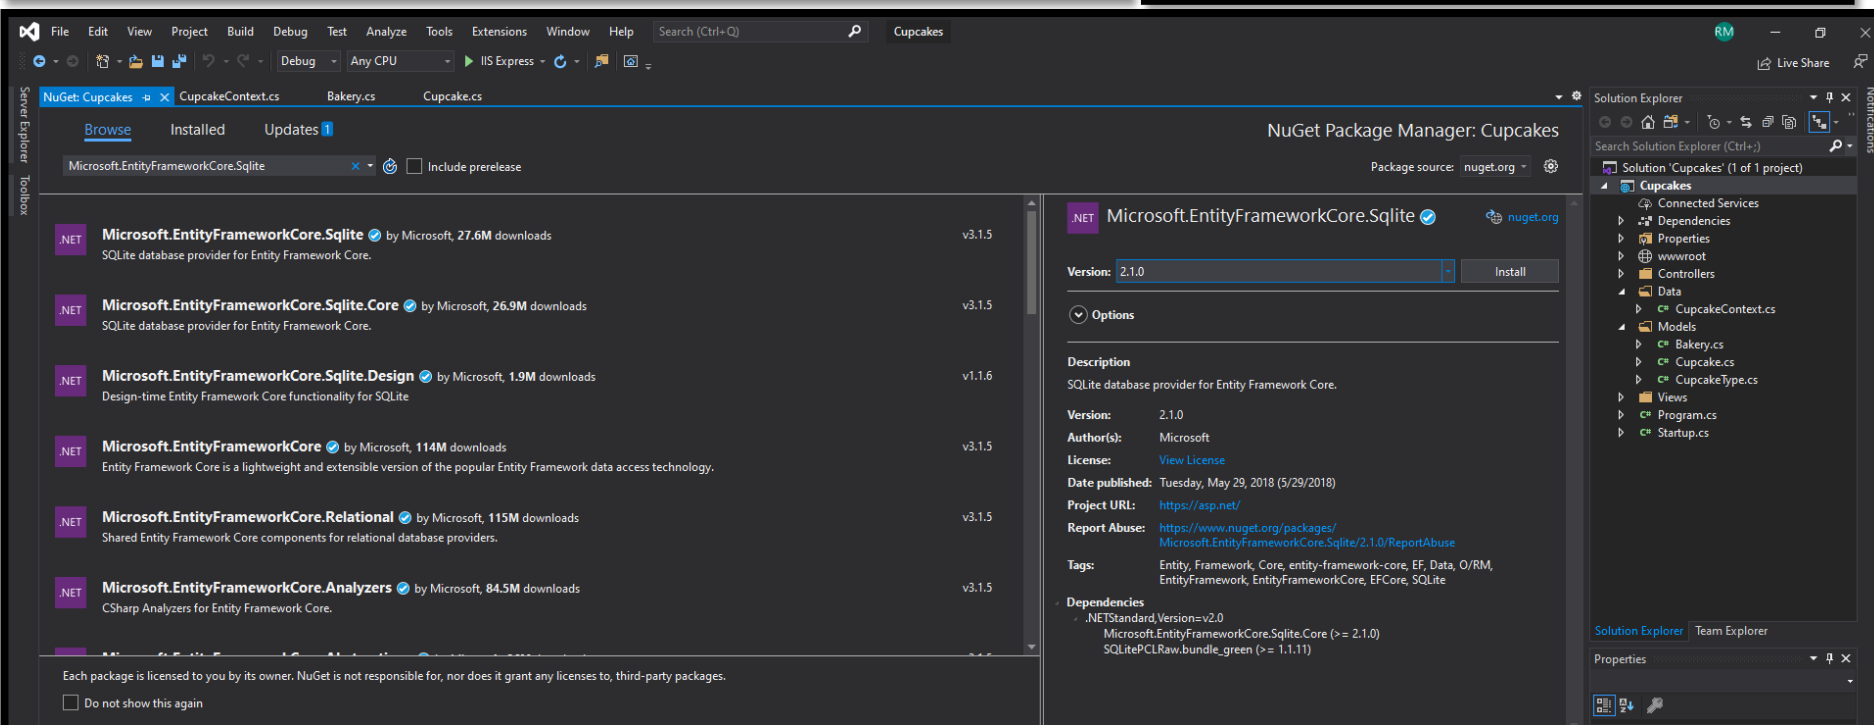 File Edit View Project Build Debug Test Analyze Tools Extensions Window Help Search (Ctrl+Q) Cupcakes RM
Debug Any CPU IIS Express Live Share
Server Explorer
Toolbox
Notifications
NuGet: Cupcakes CupcakeContext.cs Bakery.cs Cupcake.cs
Browse Installed Updates 1
NuGet Package Manager: Cupcakes
Microsoft.EntityFrameworkCore.Sqlite Include prerelease
Package source: nuget.org
.NET Microsoft.EntityFrameworkCore.Sqlite by Microsoft, 27.6M downloads v3.1.5
SQLite database provider for Entity Framework Core.
.NET Microsoft.EntityFrameworkCore.Sqlite.Core by Microsoft, 26.9M downloads v3.1.5
SQLite database provider for Entity Framework Core.
.NET Microsoft.EntityFrameworkCore.Sqlite.Design by Microsoft, 1.9M downloads v1.1.6
Design-time Entity Framework Core functionality for SQLite
.NET Microsoft.EntityFrameworkCore by Microsoft, 114M downloads v3.1.5
Entity Framework Core is a lightweight and extensible version of the popular Entity Framework data access technology.
.NET Microsoft.EntityFrameworkCore.Relational by Microsoft, 115M downloads v3.1.5
Shared Entity Framework Core components for relational database providers.
.NET Microsoft.EntityFrameworkCore.Analyzers by Microsoft, 84.5M downloads v3.1.5
CSharp Analyzers for Entity Framework Core.
Each package is licensed to you by its owner. NuGet is not responsible for, nor does it grant any licenses to, third-party packages.
Do not show this again
.NET Microsoft.EntityFrameworkCore.Sqlite nuget.org
Version: 2.1.0 Install
Options
Description
SQLite database provider for Entity Framework Core.
Version: 2.1.0
Author(s): Microsoft
License: View License
Date published: Tuesday, May 29, 2018 (5/29/2018)
Project URL: https://asp.net/
Report Abuse: https://www.nuget.org/packages/
Microsoft.EntityFrameworkCore.Sqlite/2.1.0/ReportAbuse
Tags: Entity, Framework, Core, entity-framework-core, EF, Data, O/RM,
EntityFramework, EntityFrameworkCore, EFCore, SQLite
Dependencies
.NETStandard,Version=v2.0
Microsoft.EntityFrameworkCore.Sqlite.Core (>= 2.1.0)
SQLitePCLRaw.bundle_green (>= 1.1.11)
Solution Explorer
Search Solution Explorer (Ctrl+;)
Solution 'Cupcakes' (1 of 1 project)
Cupcakes
Connected Services
Dependencies
Properties
wwwroot
Controllers
Data
C# CupcakeContext.cs
Models
C# Bakery.cs
C# Cupcake.cs
C# CupcakeType.cs
Views
C# Program.cs
C# Startup.cs
Solution Explorer Team Explorer
Properties